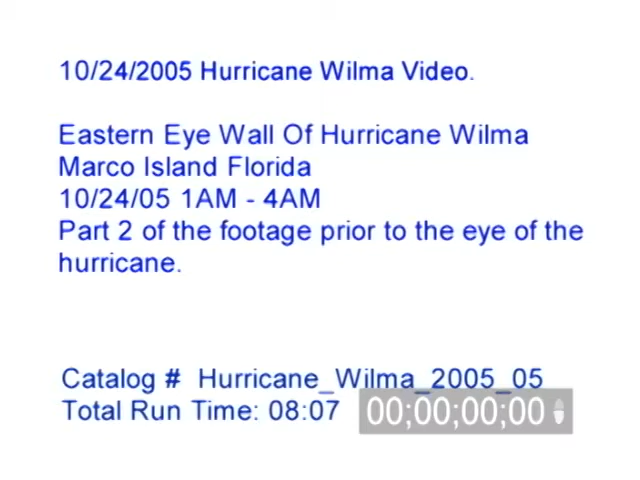 10/24/2005 Hurricane Wilma Video.
Eastern Eye Wall Of Hurricane Wilma
Marco Island Florida
10/24/05 1AM - 4AM
Part 2 of the footage prior to the eye of the
hurricane.
Catalog # Hurricane_Wilma_2005_05
Total Run Time: 08:07
00;00;00;00